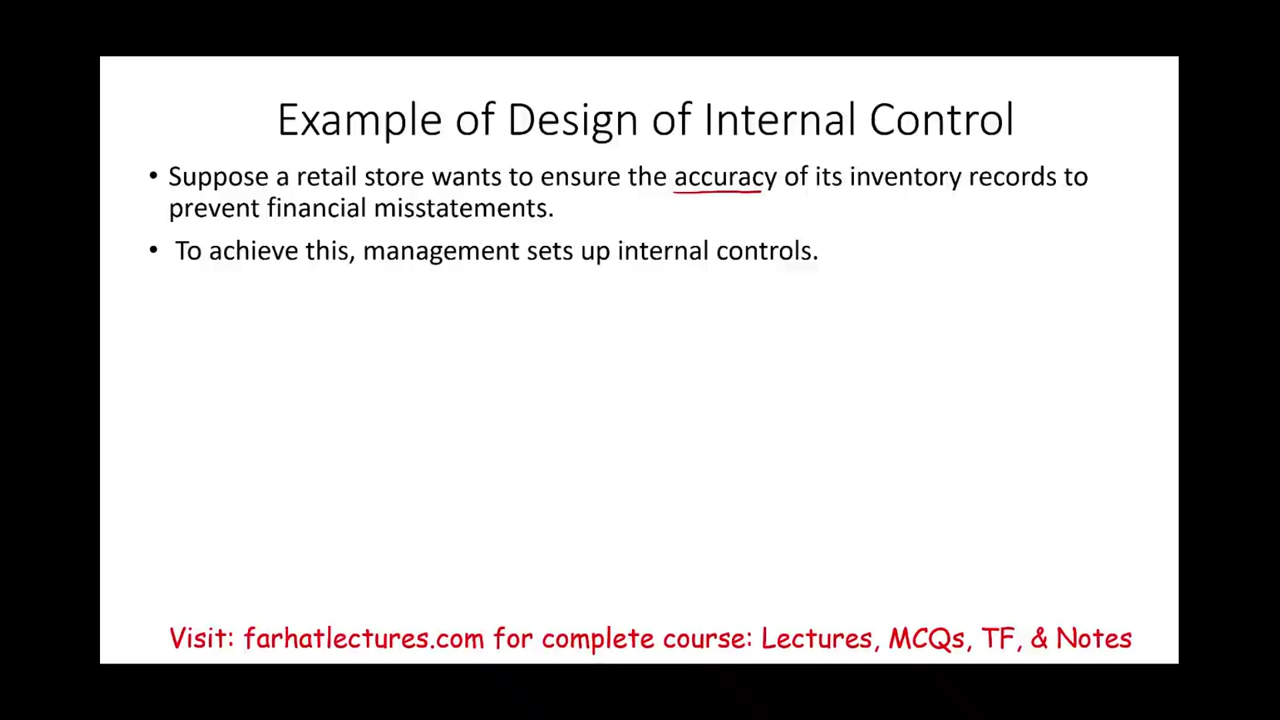 Example of Design of Internal Control
• Suppose a retail store wants to ensure the accuracy of its inventory records to
prevent financial misstatements.
• To achieve this, management sets up internal controls.
Visit: farhatlectures.com for complete course: Lectures, MCQs, TF, & Notes